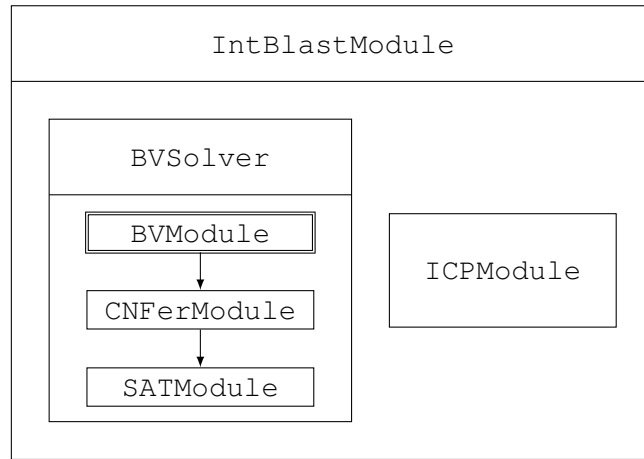 IntBlastModule
BVSolver
BVModule
CNFerModule
SATModule
ICPModule